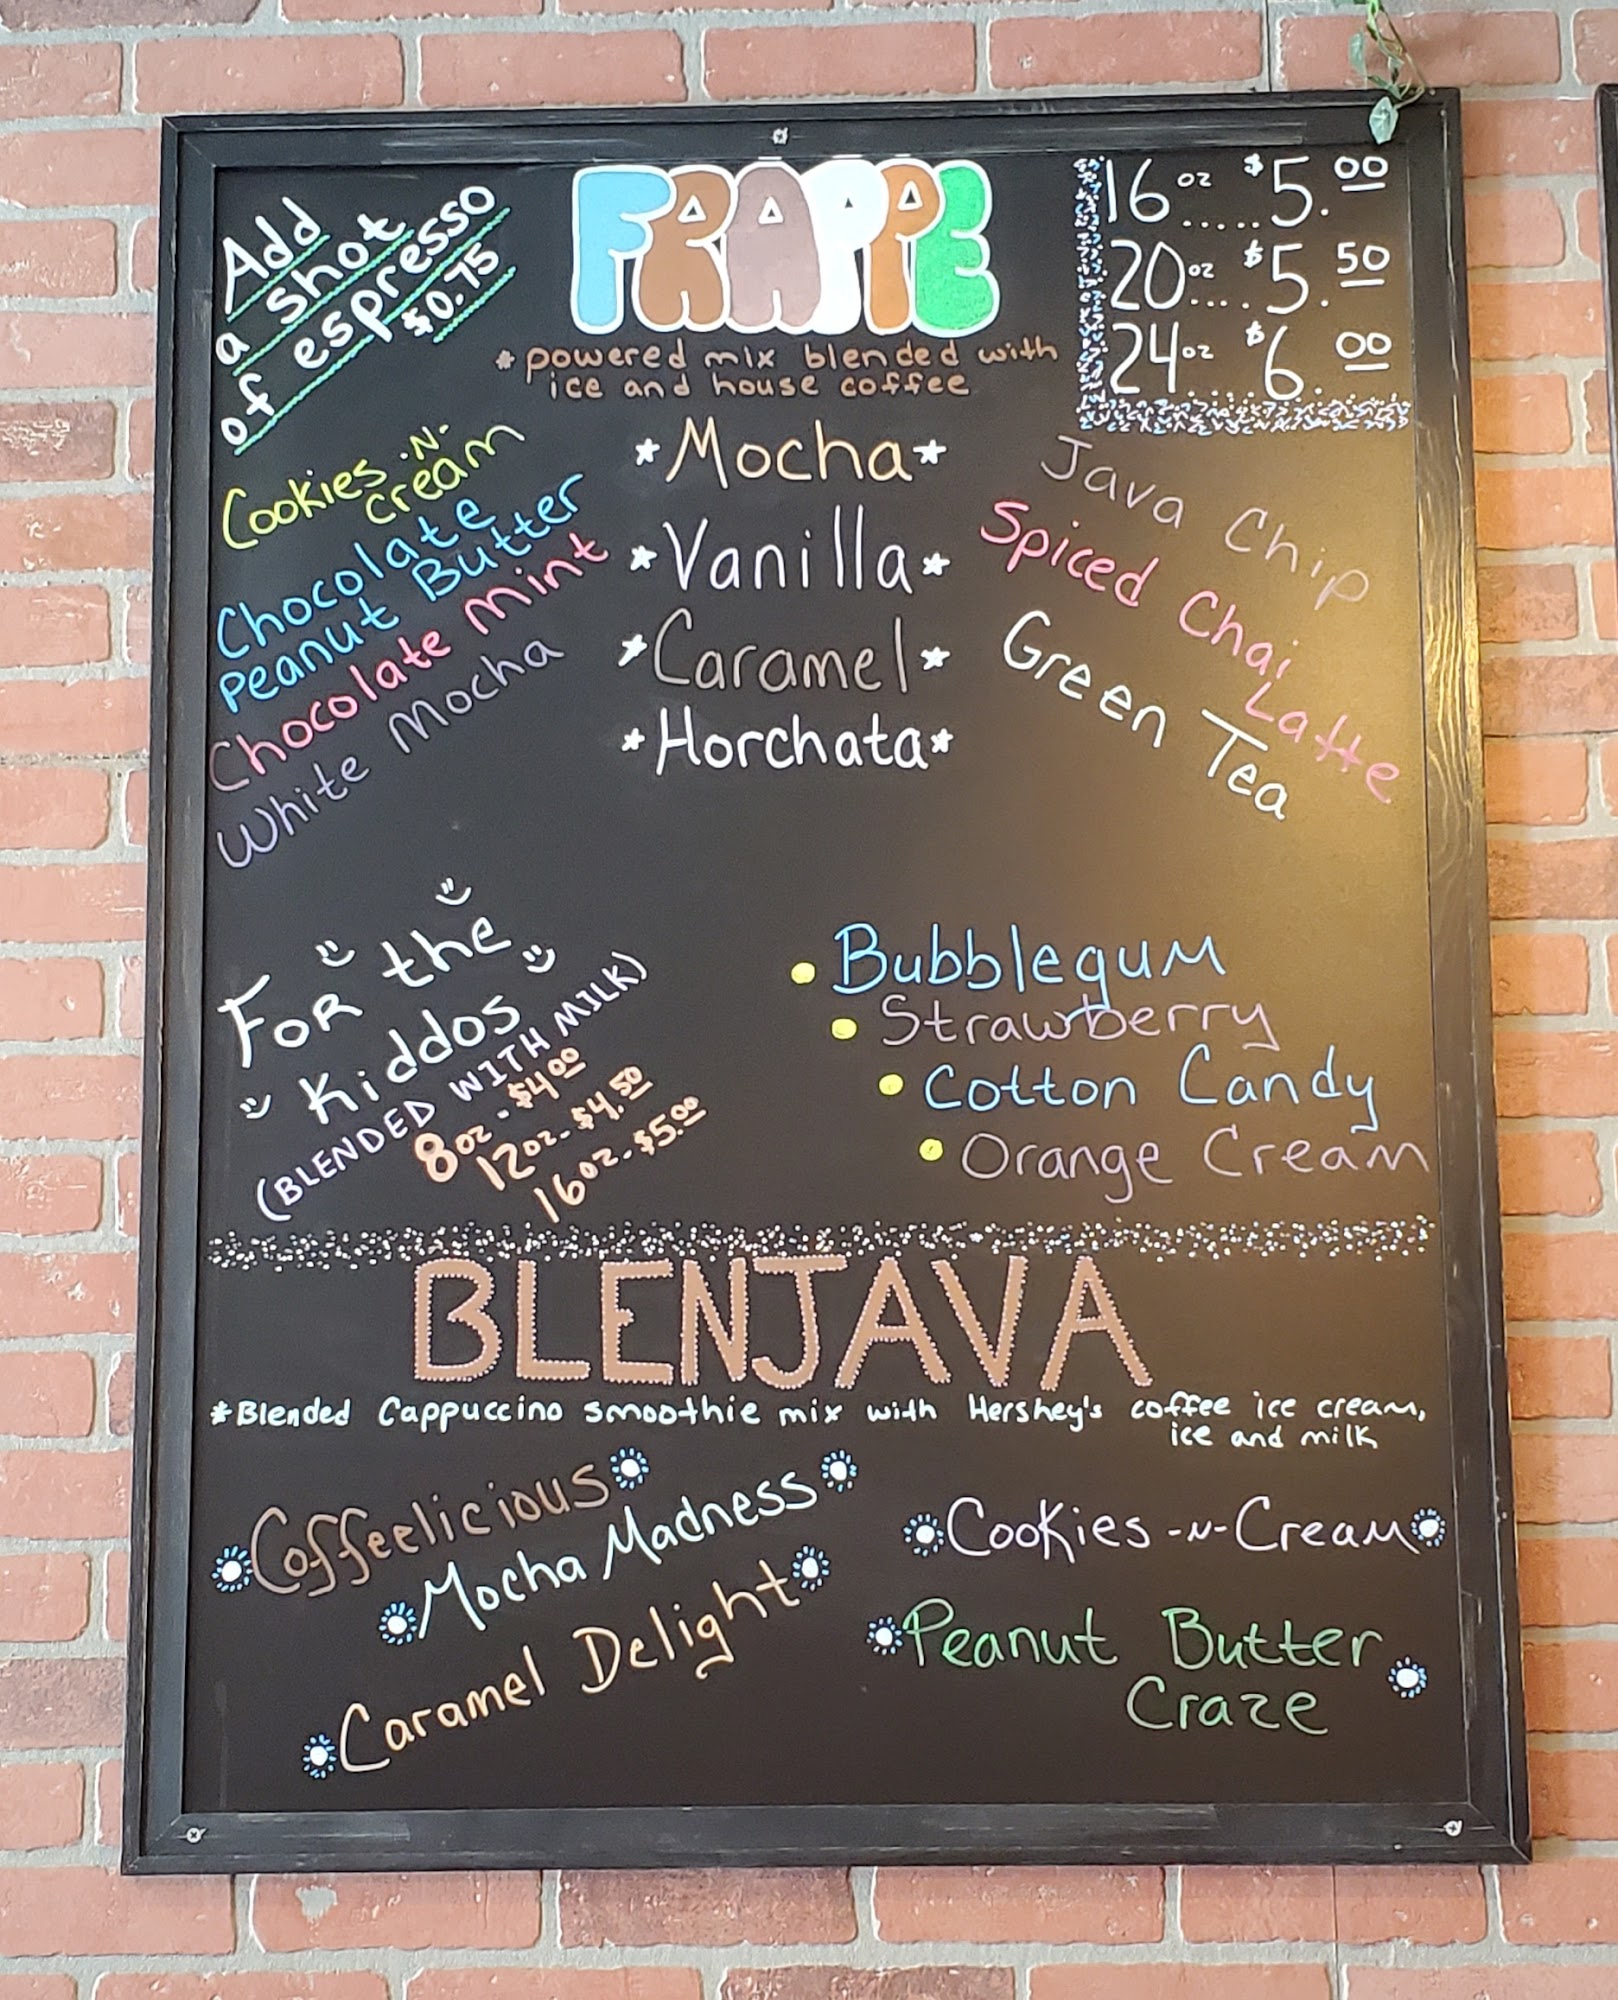 Add
a shot
of espresso
$0.75
FRAPPE
* powered mix blended with
ice and house coffee
16oz.....$5.00
20oz....$5.50
24oz $6.00
Cookies-N-
Cream
Chocolate
Peanut Butter
Chocolate Mint
White Mocha
*Mocha*
*Vanilla*
*Caramel*
*Horchata*
Java Chip
Spiced Chai
Latte
Green Tea
For the
Kiddos
(BLENDED WITH MILK)
8oz-$4.00
12oz-$4.50
16oz-$5.00
• Bubblegum
• Strawberry
• Cotton Candy
• Orange Cream
BLENJAVA
*Blended Cappuccino smoothie mix with Hershey's coffee ice cream,
ice and milk
Coffeelicious
Mocha Madness
Caramel Delight
Cookies-N-Cream
Peanut Butter
Craze